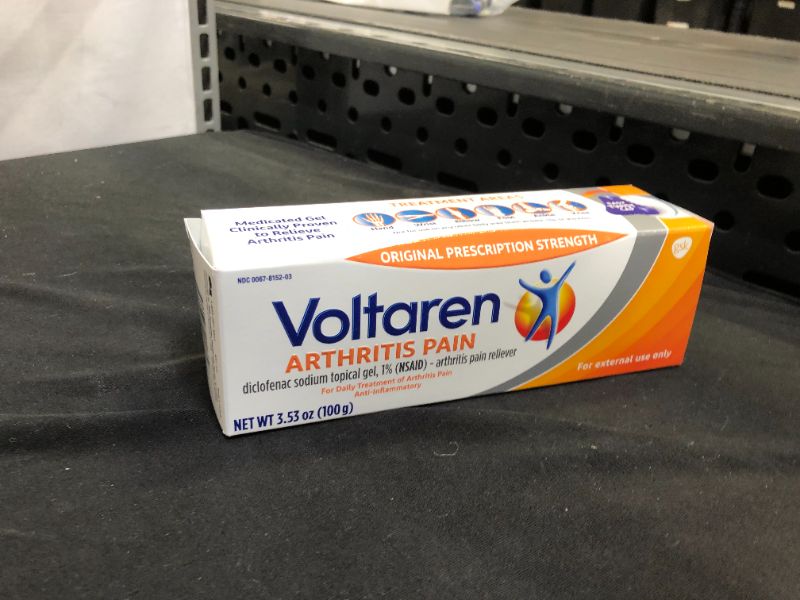 TREATMENT AREAS
Medicated Gel
Clinically Proven
to Relieve
Arthritis Pain
Hand Wrist Elbow Foot Ankle Knee
ORIGINAL PRESCRIPTION STRENGTH
NDC 0067-8152-03
Voltaren
ARTHRITIS PAIN
diclofenac sodium topical gel, 1% (NSAID) - arthritis pain reliever
For Daily Treatment of Arthritis Pain
Anti-inflammatory
NET WT 3.53 oz (100 g)
For external use only
gsk